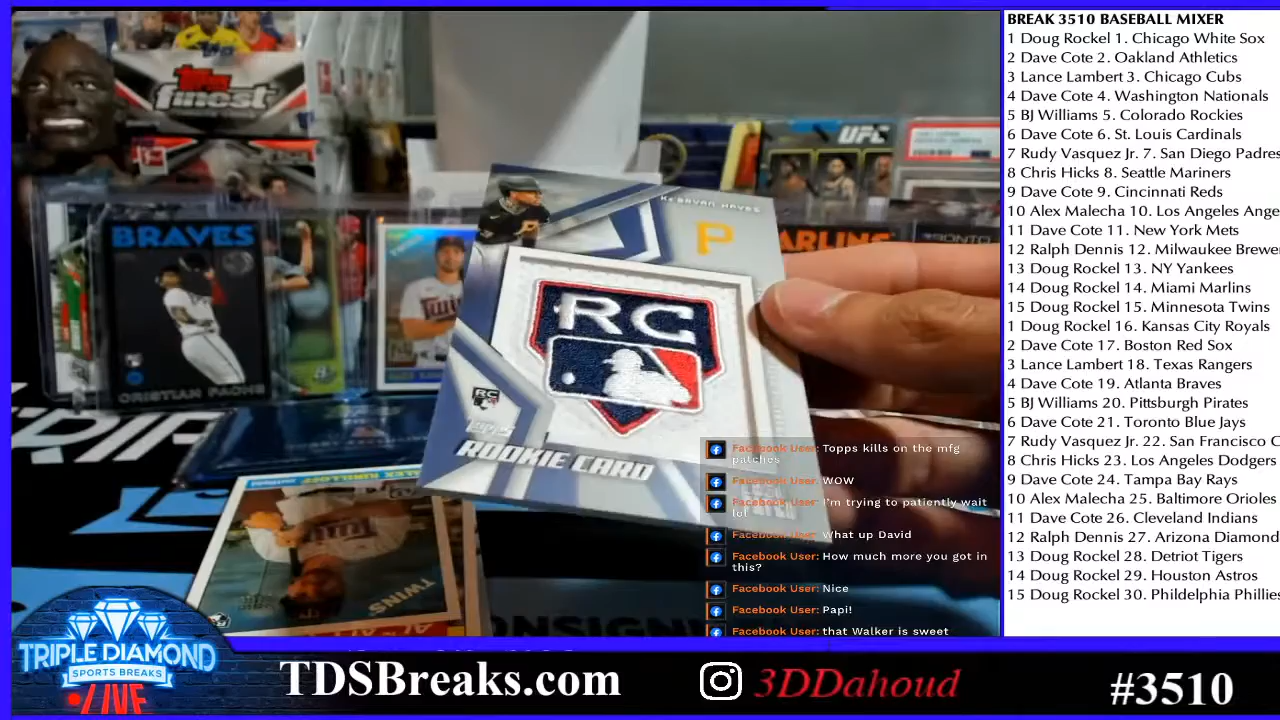 BREAK 3510 BASEBALL MIXER
1 Doug Rockel 1. Chicago White Sox
2 Dave Cote 2. Oakland Athletics
3 Lance Lambert 3. Chicago Cubs
4 Dave Cote 4. Washington Nationals
5 BJ Williams 5. Colorado Rockies
6 Dave Cote 6. St. Louis Cardinals
7 Rudy Vasquez Jr. 7. San Diego Padres
8 Chris Hicks 8. Seattle Mariners
9 Dave Cote 9. Cincinnati Reds
10 Alex Malecha 10. Los Angeles Ange
11 Dave Cote 11. New York Mets
12 Ralph Dennis 12. Milwaukee Brewe
13 Doug Rockel 13. NY Yankees
14 Doug Rockel 14. Miami Marlins
15 Doug Rockel 15. Minnesota Twins
1 Doug Rockel 16. Kansas City Royals
2 Dave Cote 17. Boston Red Sox
3 Lance Lambert 18. Texas Rangers
4 Dave Cote 19. Atlanta Braves
5 BJ Williams 20. Pittsburgh Pirates
6 Dave Cote 21. Toronto Blue Jays
7 Rudy Vasquez Jr. 22. San Francisco C
8 Chris Hicks 23. Los Angeles Dodgers
9 Dave Cote 24. Tampa Bay Rays
10 Alex Malecha 25. Baltimore Orioles
11 Dave Cote 26. Cleveland Indians
12 Ralph Dennis 27. Arizona Diamond
13 Doug Rockel 28. Detriot Tigers
14 Doug Rockel 29. Houston Astros
15 Doug Rockel 30. Phildelphia Phillies
Topps
finest
UFC
BRAVES
KE'BRYAN HAYES
P
RC
RC
Topps
ROOKIE CARD
Twins
ALEX KIRILLOFF
TWINS
Facebook User: Topps kills on the mfg
patches
Facebook User: WOW
Facebook User: I'm trying to patiently wait
lol
Facebook User: What up David
Facebook User: How much more you got in
this?
Facebook User: Nice
Facebook User: Papi!
Facebook User: that Walker is sweet
TRIPLE DIAMOND
SPORTS BREAKS
LIVE
TDSBreaks.com
3DDahoud
#3510